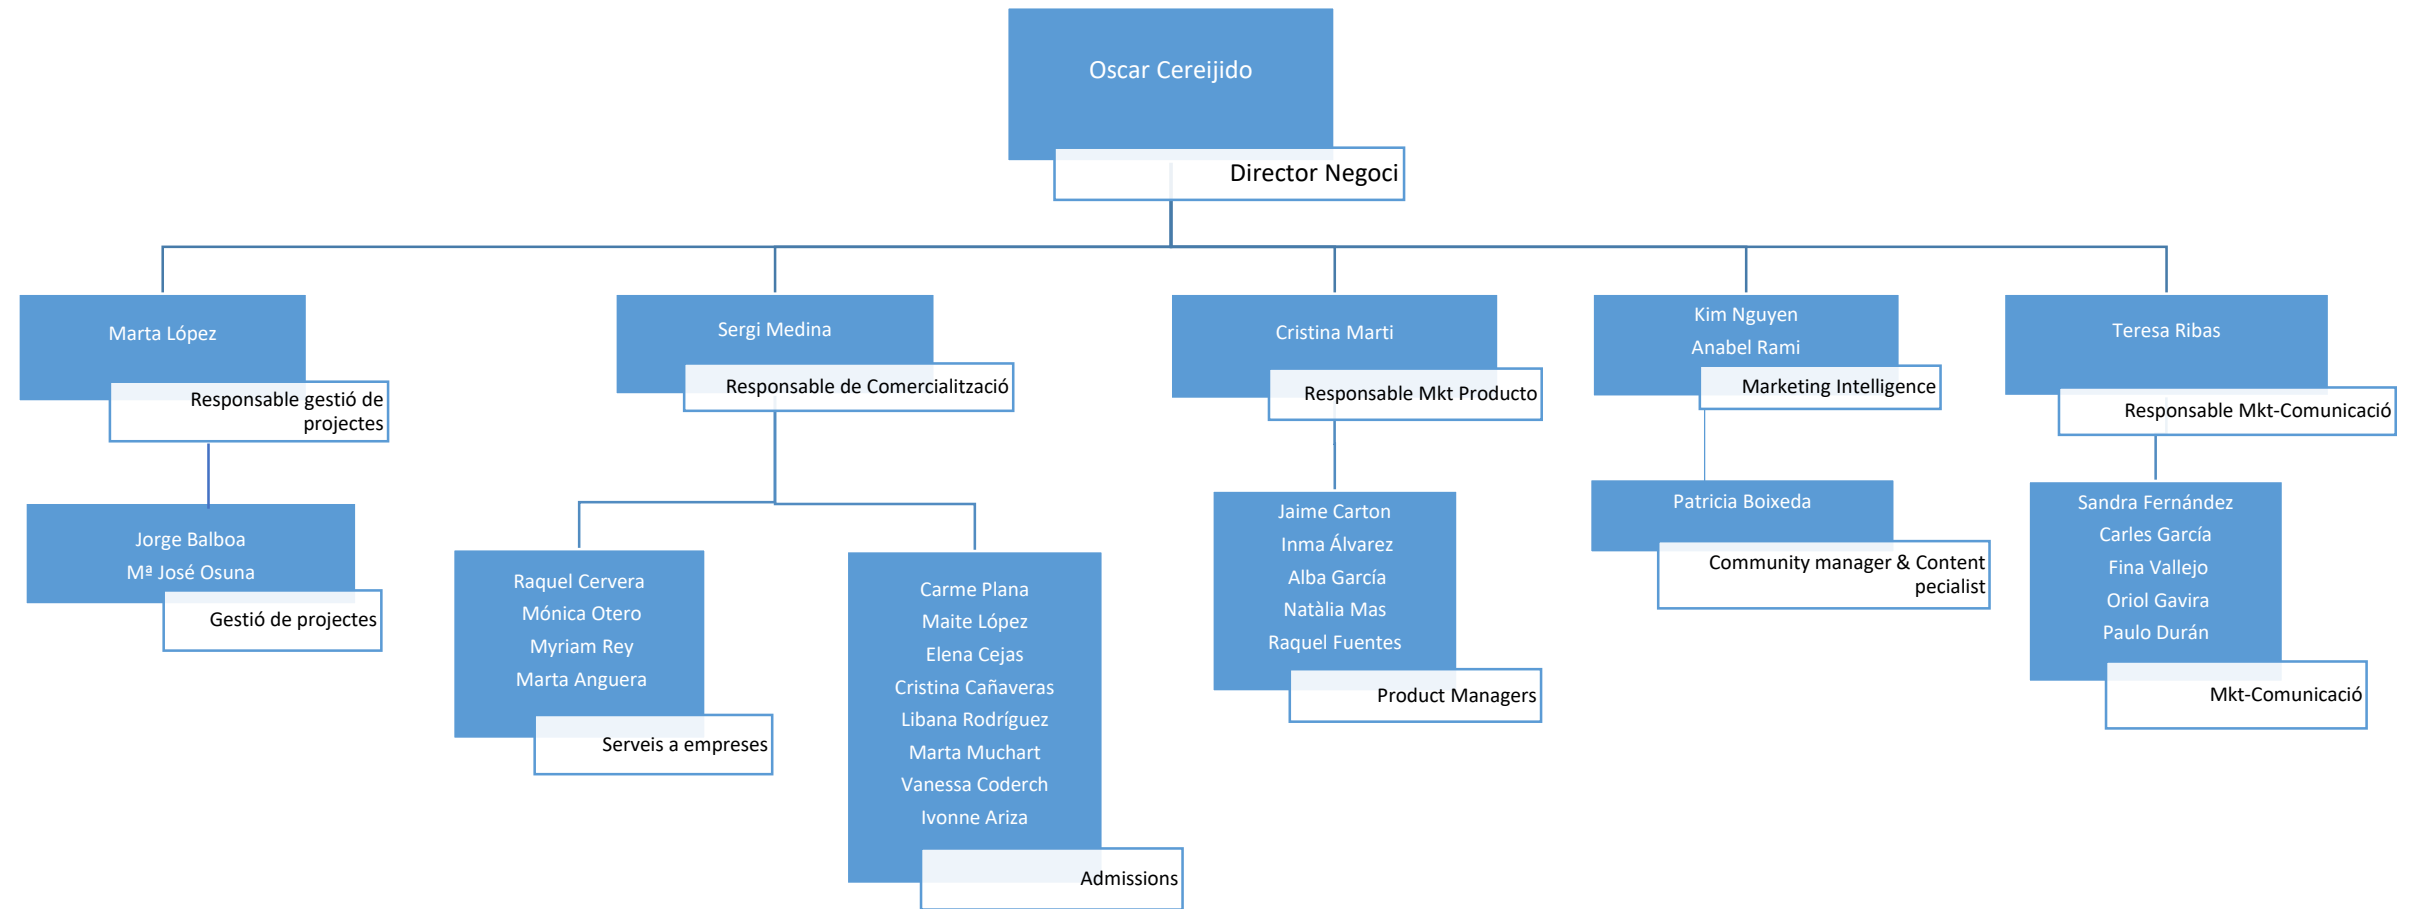 Oscar Cereijido
Director Negoci
Marta López
Responsable gestió de
projectes
Sergi Medina
Responsable de Comercialització
Cristina Marti
Responsable Mkt Producto
Kim Nguyen
Anabel Rami
Marketing Intelligence
Teresa Ribas
Responsable Mkt-Comunicació
Jorge Balboa
Mª José Osuna
Gestió de projectes
Raquel Cervera
Mónica Otero
Myriam Rey
Marta Anguera
Serveis a empreses
Carme Plana
Maite López
Elena Cejas
Cristina Cañaveras
Libana Rodríguez
Marta Muchart
Vanessa Coderch
Ivonne Ariza
Admissions
Jaime Carton
Inma Álvarez
Alba García
Natàlia Mas
Raquel Fuentes
Product Managers
Patricia Boixeda
Community manager & Content
pecialist
Sandra Fernández
Carles García
Fina Vallejo
Oriol Gavira
Paulo Durán
Mkt-Comunicació